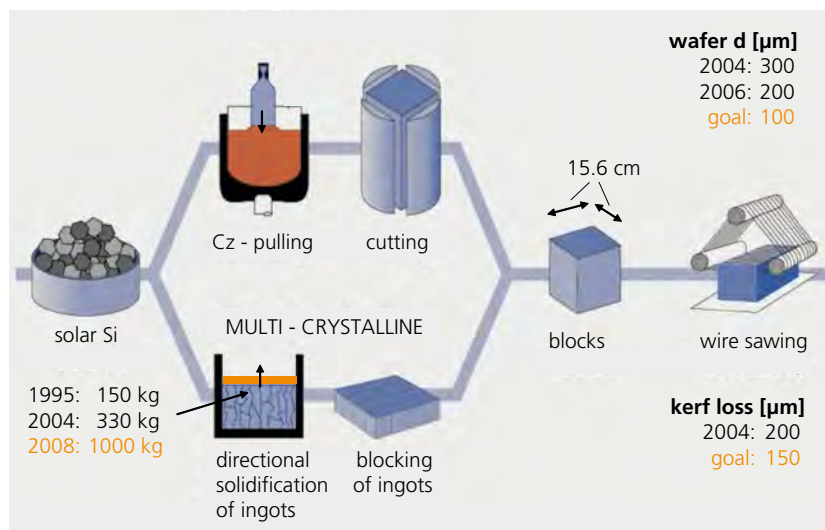 wafer d [µm]
2004: 300
2006: 200
goal: 100
15.6 cm
Cz - pulling
cutting
solar Si
MULTI - CRYSTALLINE
blocks
wire sawing
1995: 150 kg
2004: 330 kg
2008: 1000 kg
directional
solidification
of ingots
blocking
of ingots
kerf loss [µm]
2004: 200
goal: 150